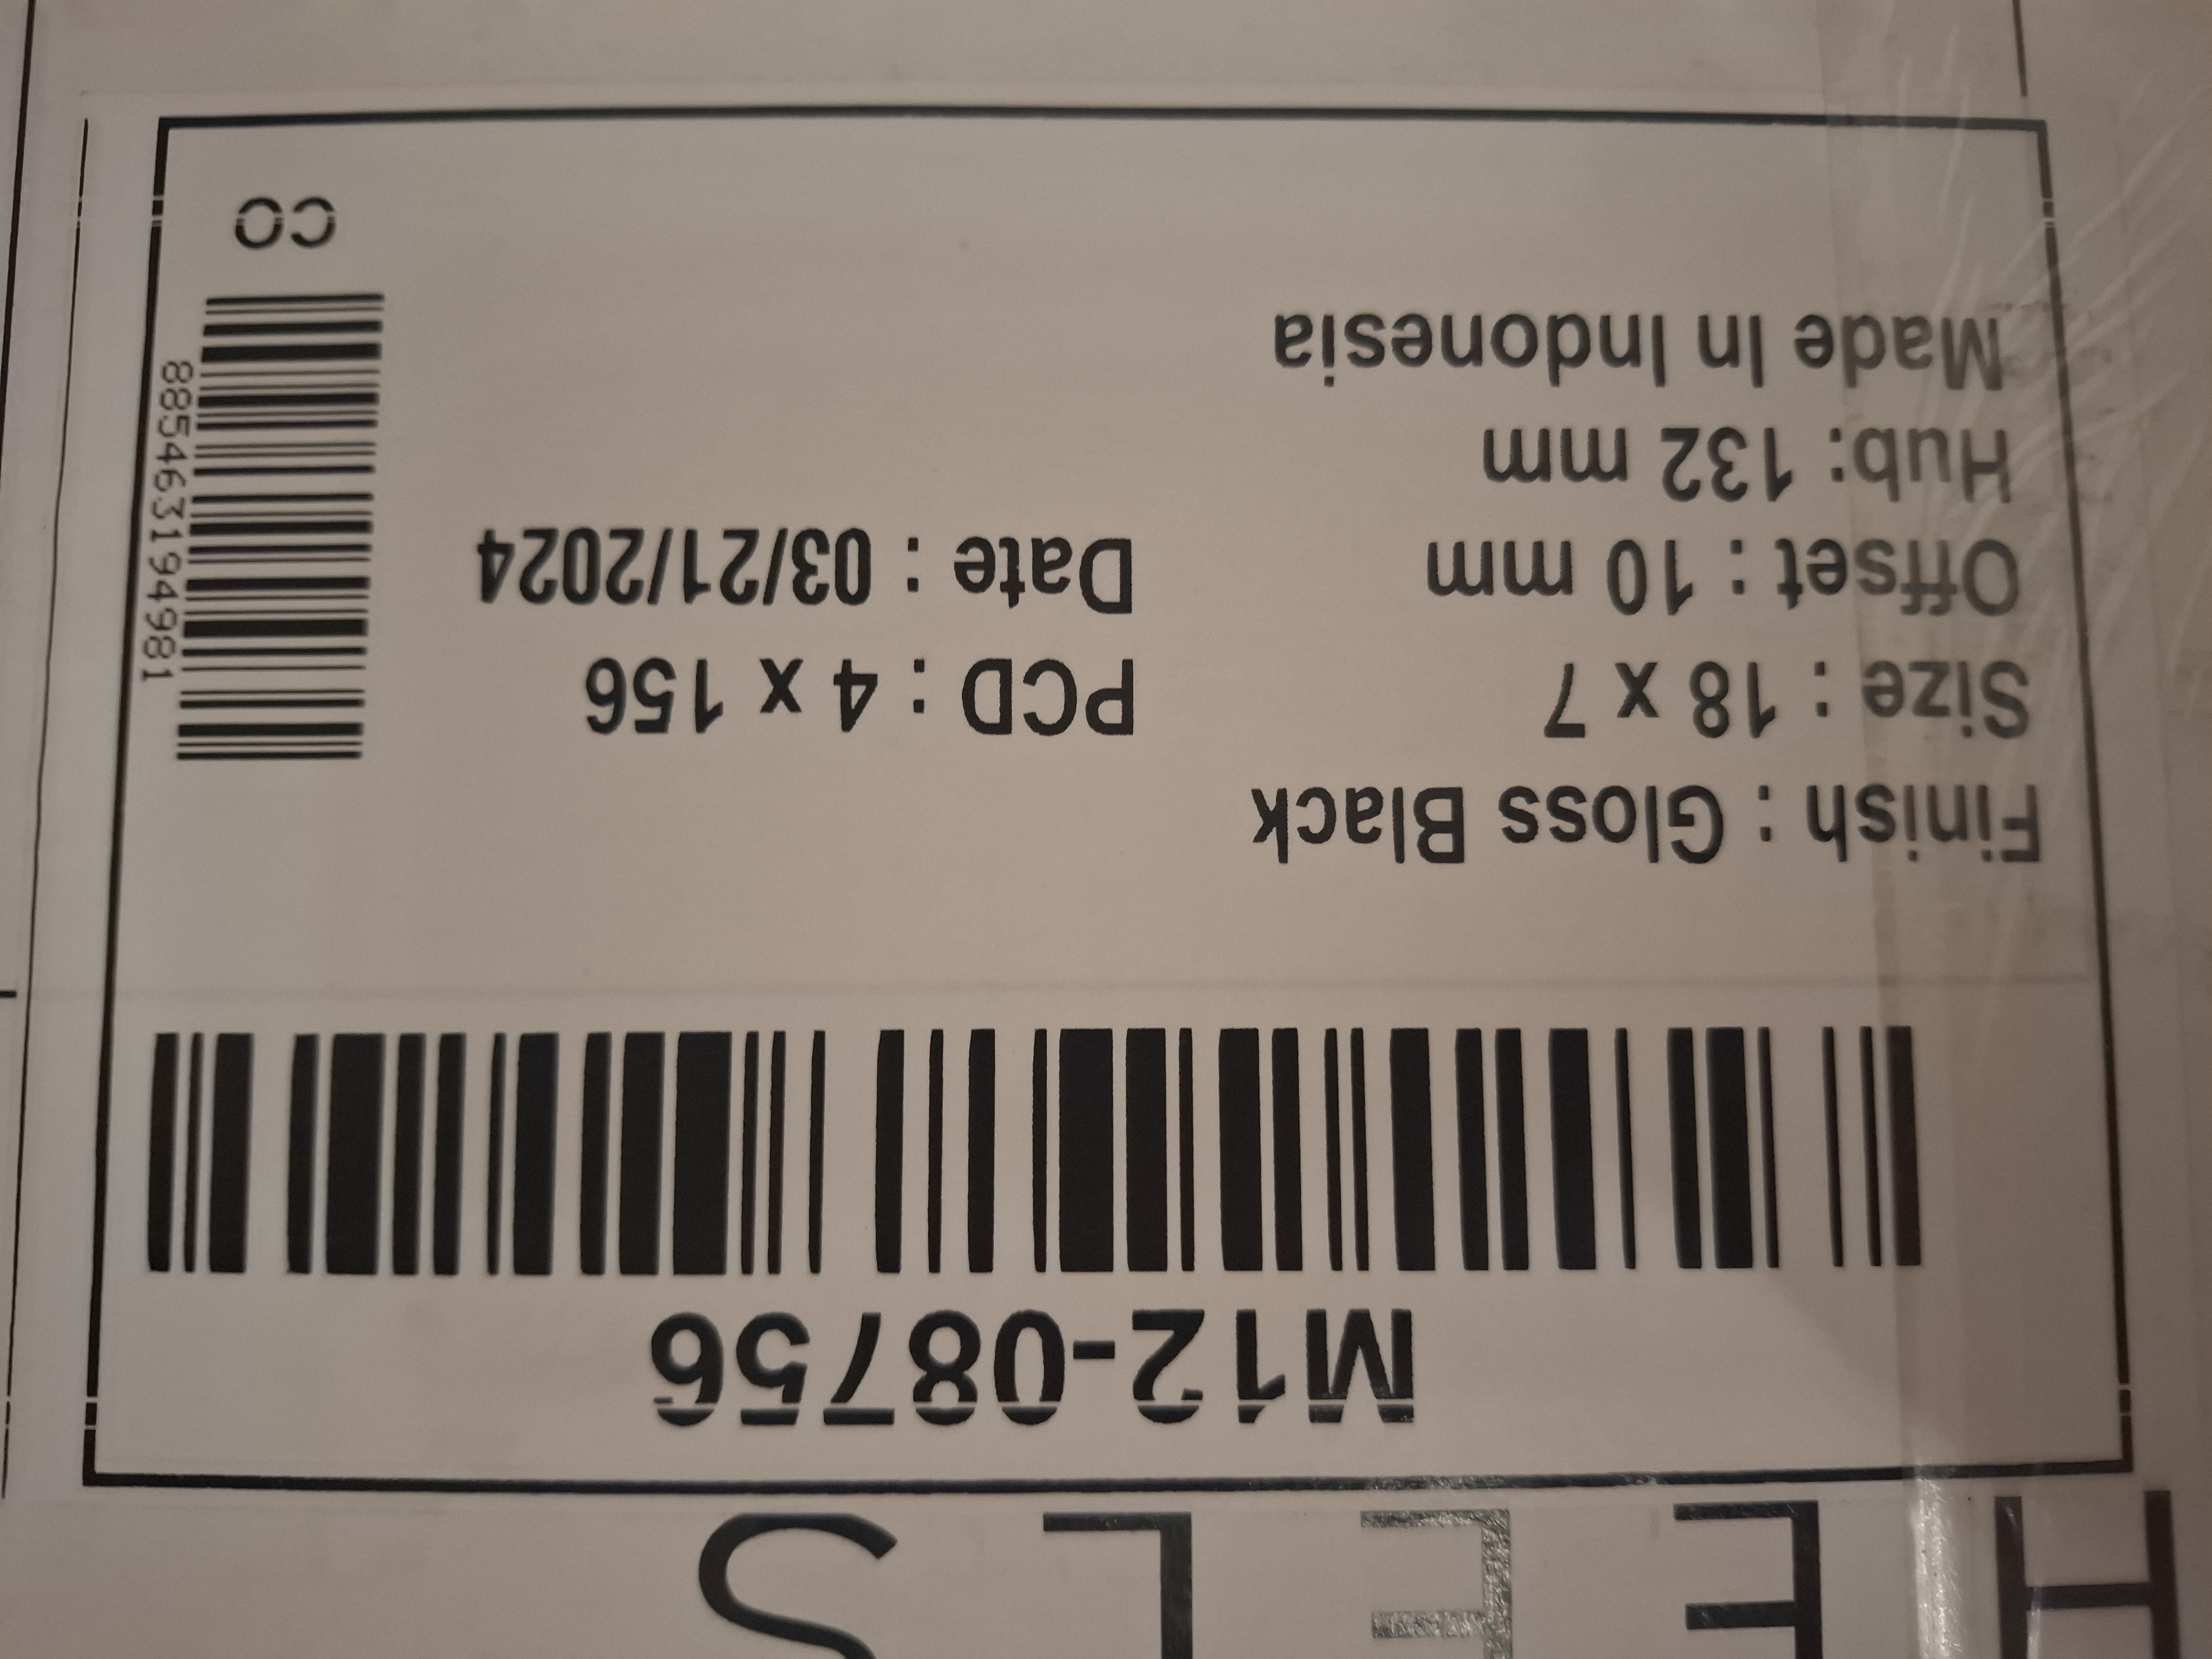 HEELS
M12-08756
Finish : Gloss Black
Size : 18 x 7
PCD : 4 x 156
Offset : 10 mm
Date : 03/21/2024
Hub: 132 mm
Made In Indonesia
885463194981
CO